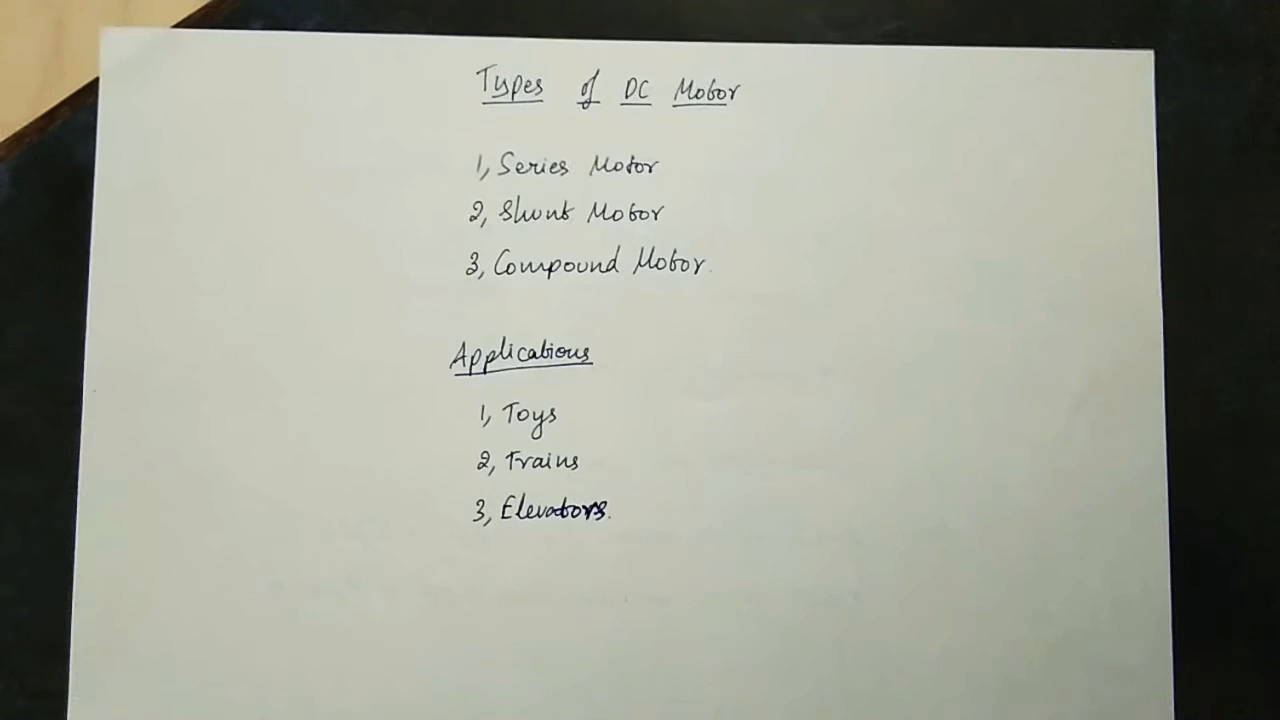 Types of DC Motor
1, Series Motor
2, Shunt Motor
3, Compound Motor.
Applications
1, Toys
2, Trains
3, Elevators.